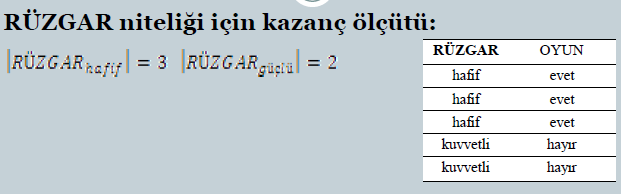 RÜZGAR niteliği için kazanç ölçütü:
|RÜZGAR_hafif| = 3 |RÜZGAR_güçlü| = 2
RÜZGAR OYUN
hafif evet
hafif evet
hafif evet
kuvvetli hayır
kuvvetli hayır